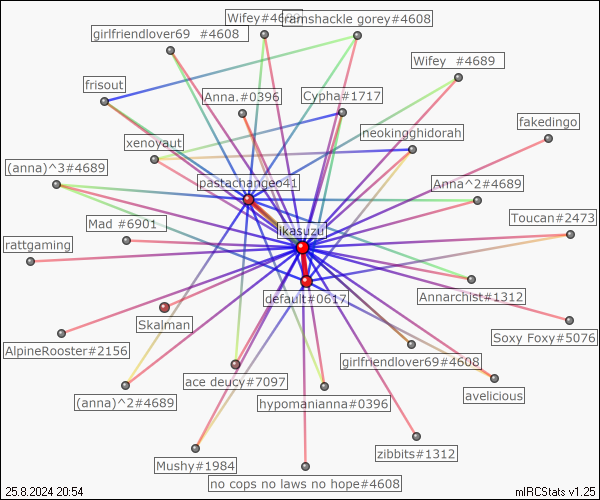 Wifey#4689
ramshackle gorey#4608
girlfriendlover69 #4608
Wifey #4689
frisout
Anna.#0396
Cypha#1717
fakedingo
neokingghidorah
xenoyaut
(anna)^3#4689
pastachangeo41
Anna^2#4689
Toucan#2473
Mad #6901
likasuzu
rattgaming
default#0617
Annarchist#1312
Skalman
Soxy Foxy#5076
AlpineRooster#2156
girlfriendlover69#4608
ace deucy#7097
avelicious
(anna)^2#4689
hypomanianna#0396
zibbits#1312
Mushy#1984
no cops no laws no hope#4608
25.8.2024 20:54
mIRCStats v1.25